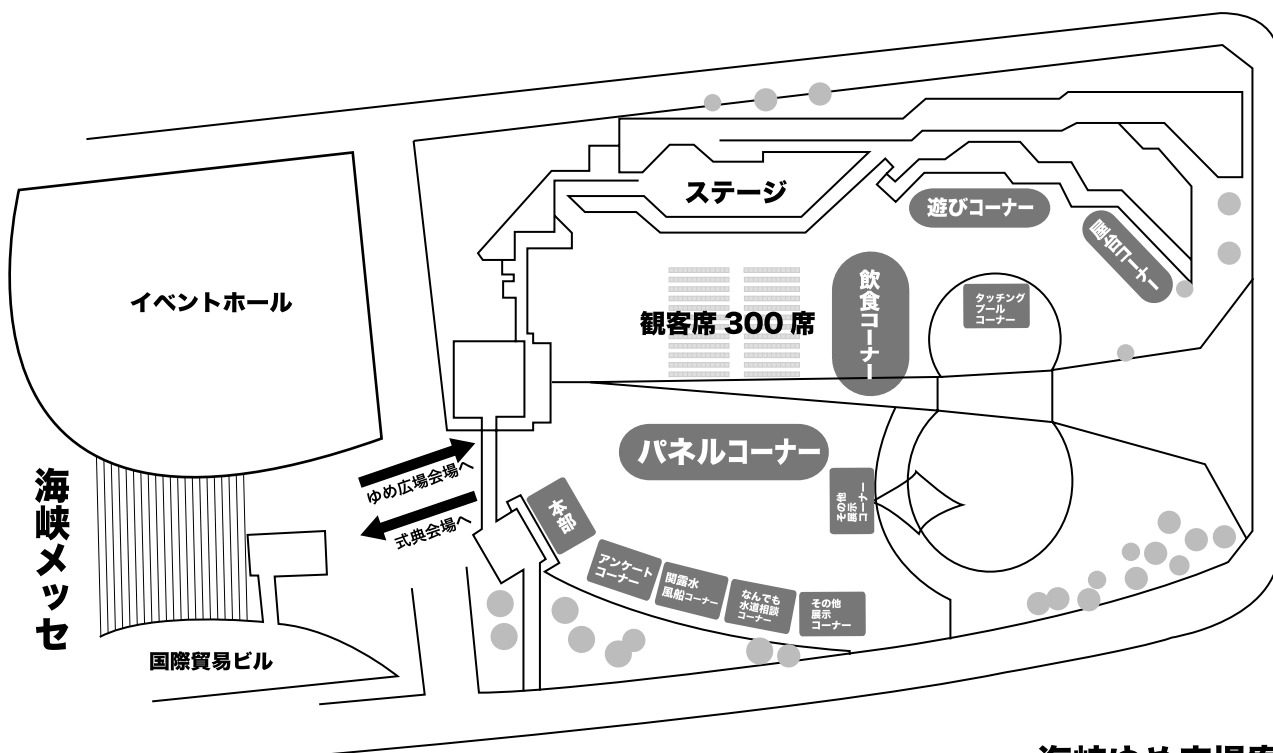 ステージ
遊びコーナー
屋台コーナー
イベントホール
観客席 300 席
飲食コーナー
タッチング
プール
コーナー
パネルコーナー
ゆめ広場会場へ
式典会場へ
海峡メッセ
本部
その他
展示
コーナー
アンケート
コーナー
関露水
風船コーナー
なんでも
水道相談
コーナー
その他
展示
コーナー
国際貿易ビル